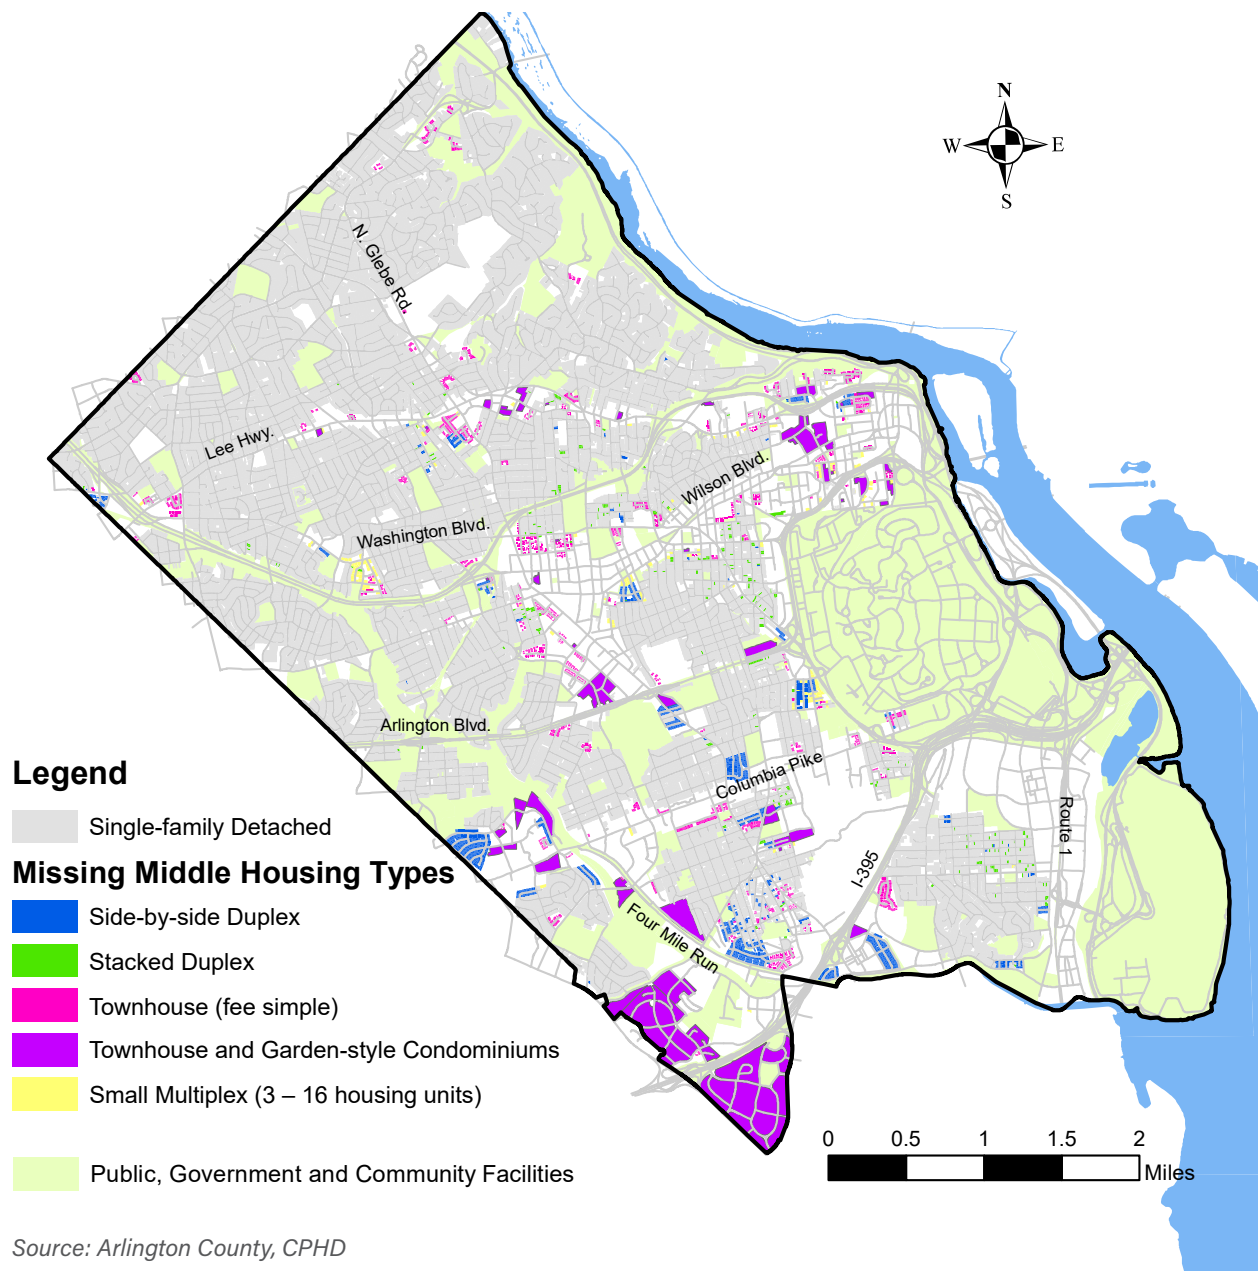 N
W
E
S
N. Glebe Rd.
Lee Hwy.
Wilson Blvd.
Washington Blvd.
Arlington Blvd.
Columbia Pike
Route 1
I-395
Four Mile Run
Legend
Single-family Detached
Missing Middle Housing Types
Side-by-side Duplex
Stacked Duplex
Townhouse (fee simple)
Townhouse and Garden-style Condominiums
Small Multiplex (3 – 16 housing units)
Public, Government and Community Facilities
0 0.5 1 1.5 2
Miles
Source: Arlington County, CPHD